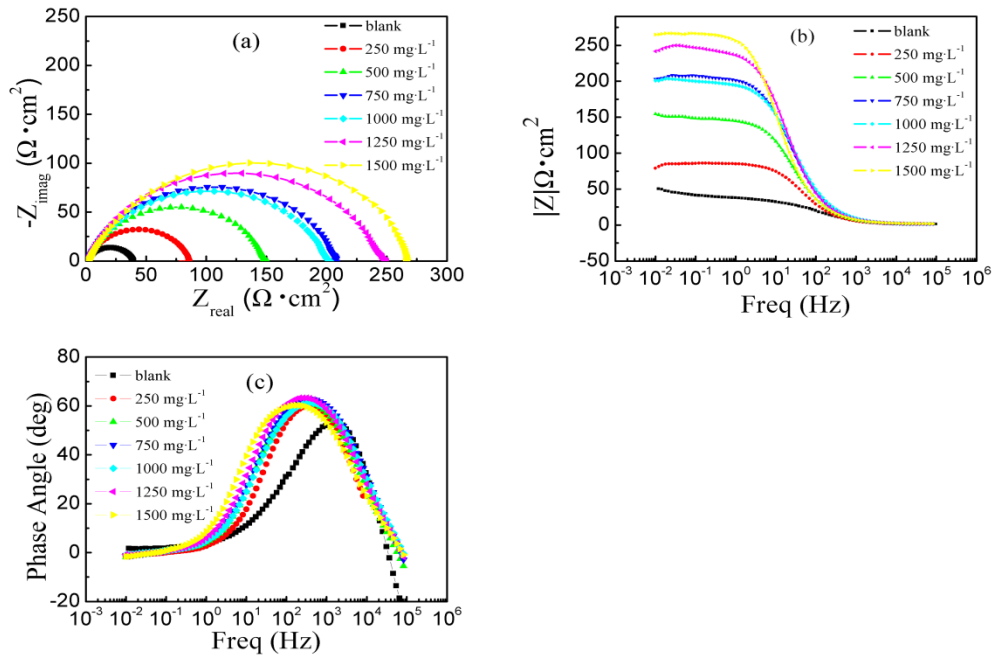 (a)
250
200
150
100
50
0
0 50 100 150 200 250 300
-Z_imag (Ω·cm²)
Z_real (Ω·cm²)
blank
250 mg·L⁻¹
500 mg·L⁻¹
750 mg·L⁻¹
1000 mg·L⁻¹
1250 mg·L⁻¹
1500 mg·L⁻¹
(b)
250
200
150
100
50
0
-50
10⁻³ 10⁻² 10⁻¹ 10⁰ 10¹ 10² 10³ 10⁴ 10⁵ 10⁶
|Z|Ω·cm²
Freq (Hz)
blank
250 mg·L⁻¹
500 mg·L⁻¹
750 mg·L⁻¹
1000 mg·L⁻¹
1250 mg·L⁻¹
1500 mg·L⁻¹
(c)
80
60
40
20
0
-20
10⁻³ 10⁻² 10⁻¹ 10⁰ 10¹ 10² 10³ 10⁴ 10⁵ 10⁶
Phase Angle (deg)
Freq (Hz)
blank
250 mg·L⁻¹
500 mg·L⁻¹
750 mg·L⁻¹
1000 mg·L⁻¹
1250 mg·L⁻¹
1500 mg·L⁻¹